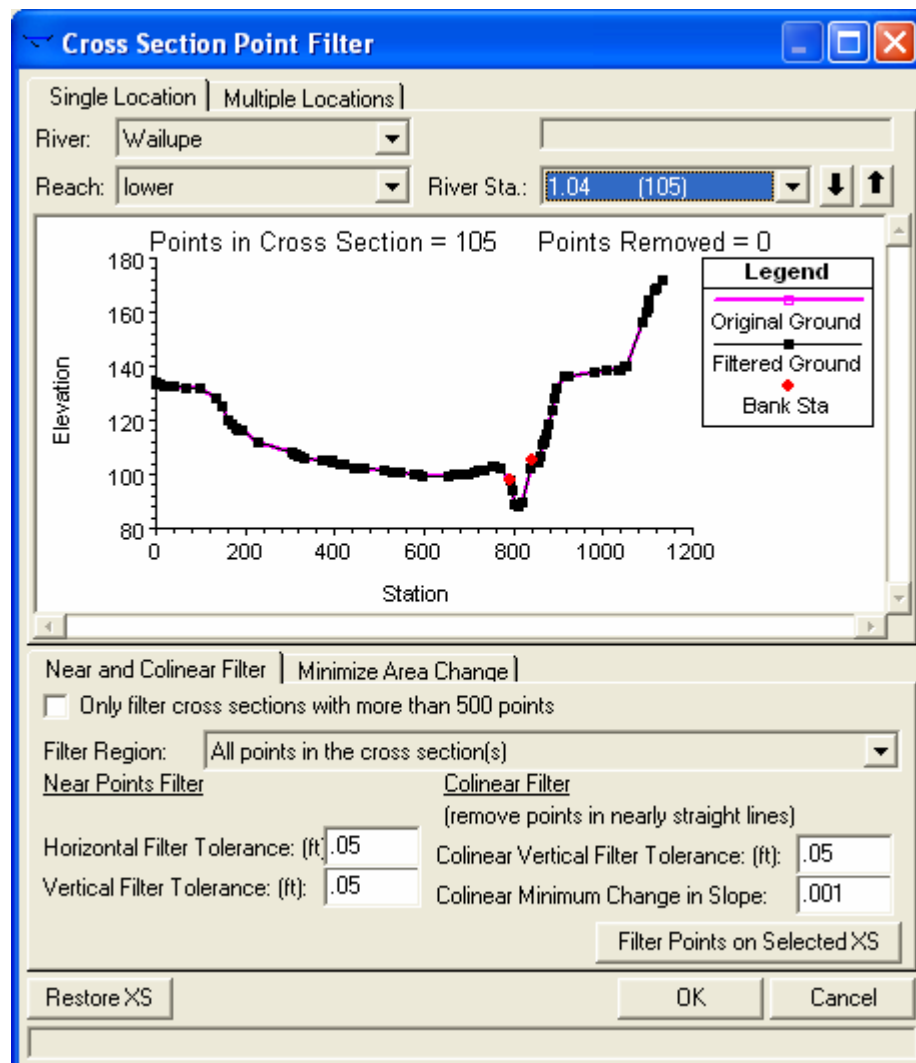 Cross Section Point Filter
Single Location
Multiple Locations
River:
Wailupe
Reach:
lower
River Sta.:
1.04 (105)
Points in Cross Section = 105 Points Removed = 0
180
160
140
120
100
80
Elevation
0 200 400 600 800 1000 1200
Station
Legend
Original Ground
Filtered Ground
Bank Sta
Near and Colinear Filter
Minimize Area Change
Only filter cross sections with more than 500 points
Filter Region:
All points in the cross section(s)
Near Points Filter
Horizontal Filter Tolerance: (ft
.05
Vertical Filter Tolerance: (ft):
.05
Colinear Filter
(remove points in nearly straight lines)
Colinear Vertical Filter Tolerance: (ft):
.05
Colinear Minimum Change in Slope:
.001
Filter Points on Selected XS
Restore XS
OK
Cancel